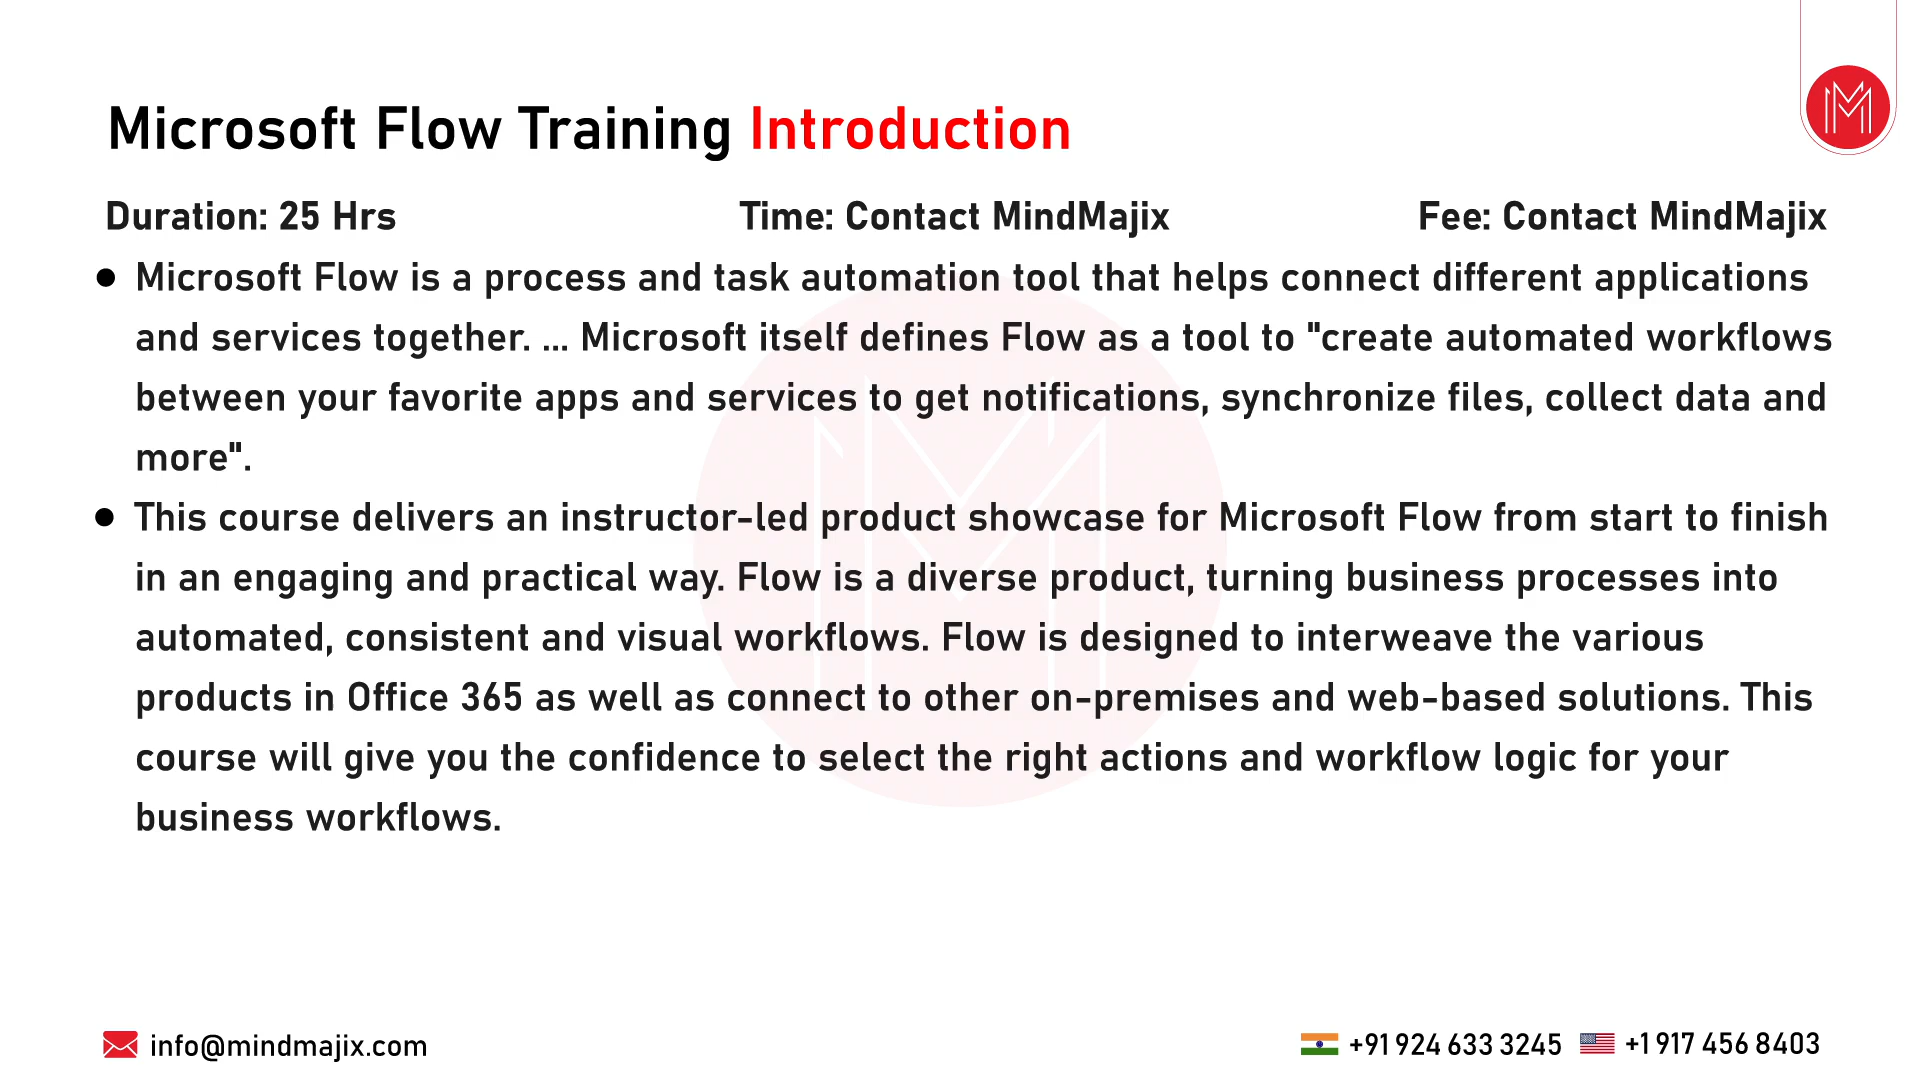 Microsoft Flow Training Introduction
Duration: 25 Hrs Time: Contact MindMajix Fee: Contact MindMajix
● Microsoft Flow is a process and task automation tool that helps connect different applications
and services together. ... Microsoft itself defines Flow as a tool to "create automated workflows
between your favorite apps and services to get notifications, synchronize files, collect data and
more".
● This course delivers an instructor-led product showcase for Microsoft Flow from start to finish
in an engaging and practical way. Flow is a diverse product, turning business processes into
automated, consistent and visual workflows. Flow is designed to interweave the various
products in Office 365 as well as connect to other on-premises and web-based solutions. This
course will give you the confidence to select the right actions and workflow logic for your
business workflows.
info@mindmajix.com +91 924 633 3245 +1 917 456 8403